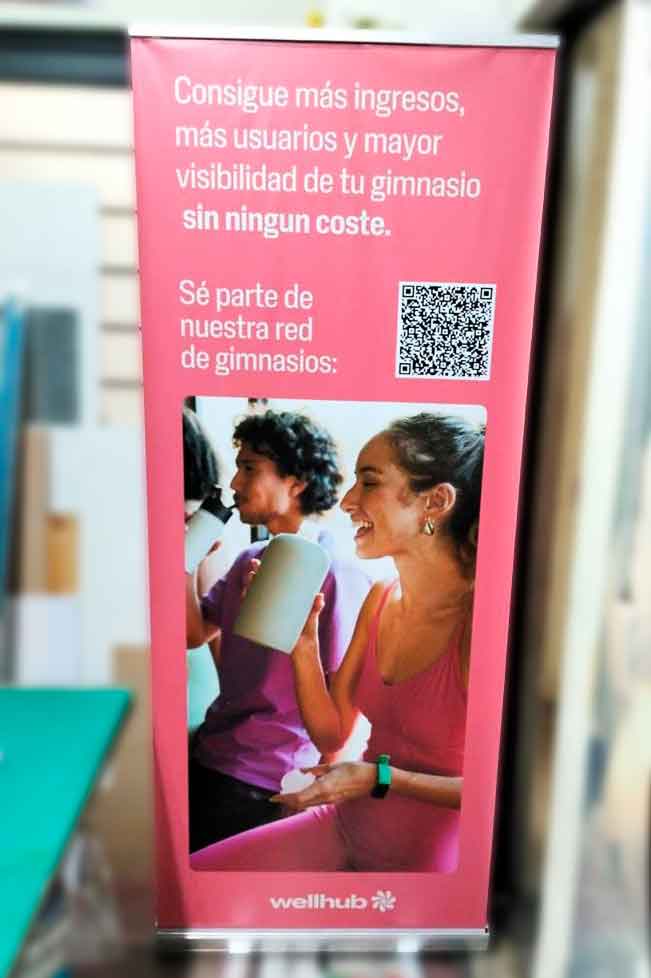 Consigue más ingresos,
más usuarios y mayor
visibilidad de tu gimnasio
sin ningun coste.
Sé parte de
nuestra red
de gimnasios:
wellhub